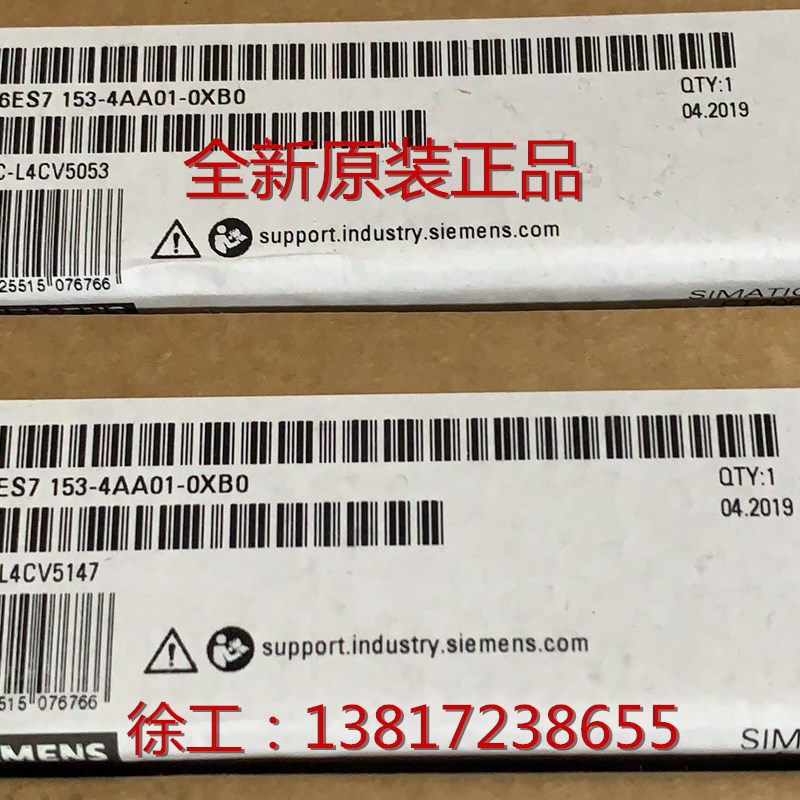 6ES7 153-4AA01-0XB0
QTY:1
04.2019
C-L4CV5053
全新原装正品
support.industry.siemens.com
25515 076766
SIEMENS
SIMATIC
ES7 153-4AA01-0XB0
QTY:1
04.2019
L4CV5147
support.industry.siemens.com
5515 076766
徐工：13817238655
EMENS
SIM